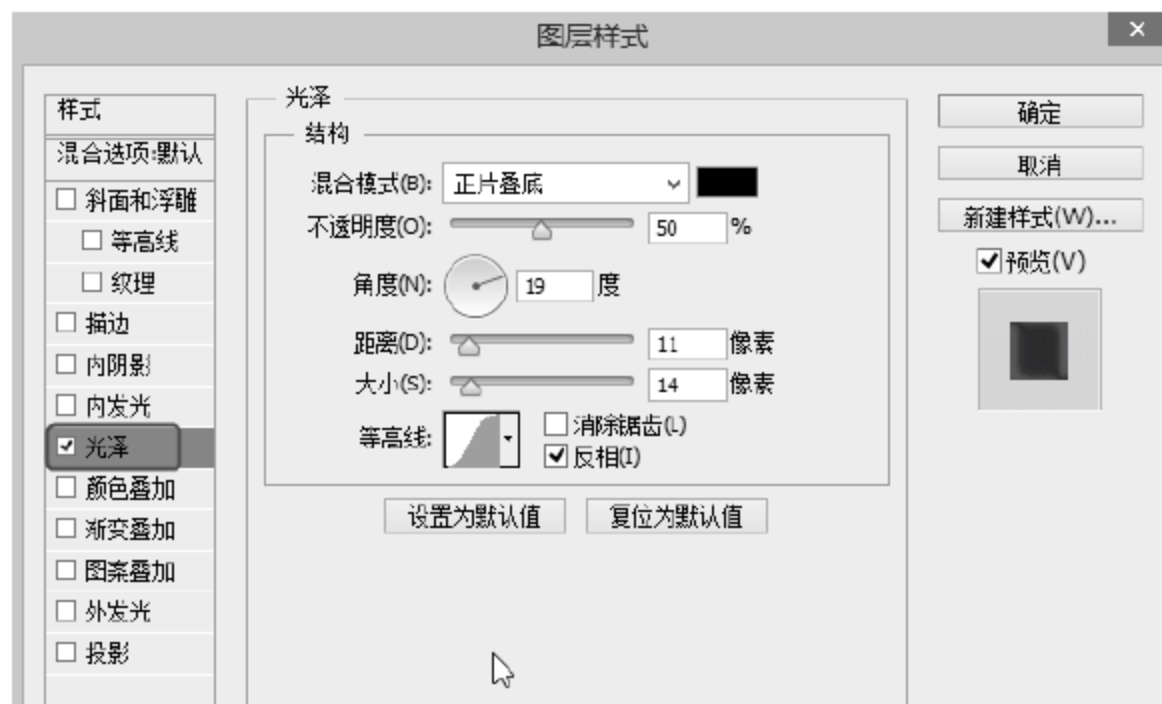 图层样式
样式
混合选项:默认
斜面和浮雕
等高线
纹理
描边
内阴影
内发光
光泽
颜色叠加
渐变叠加
图案叠加
外发光
投影
光泽
结构
混合模式(B): 正片叠底
不透明度(O): 50 %
角度(N): 19 度
距离(D): 11 像素
大小(S): 14 像素
等高线: 消除锯齿(L)
反相(I)
设置为默认值 复位为默认值
确定
取消
新建样式(W)...
预览(V)